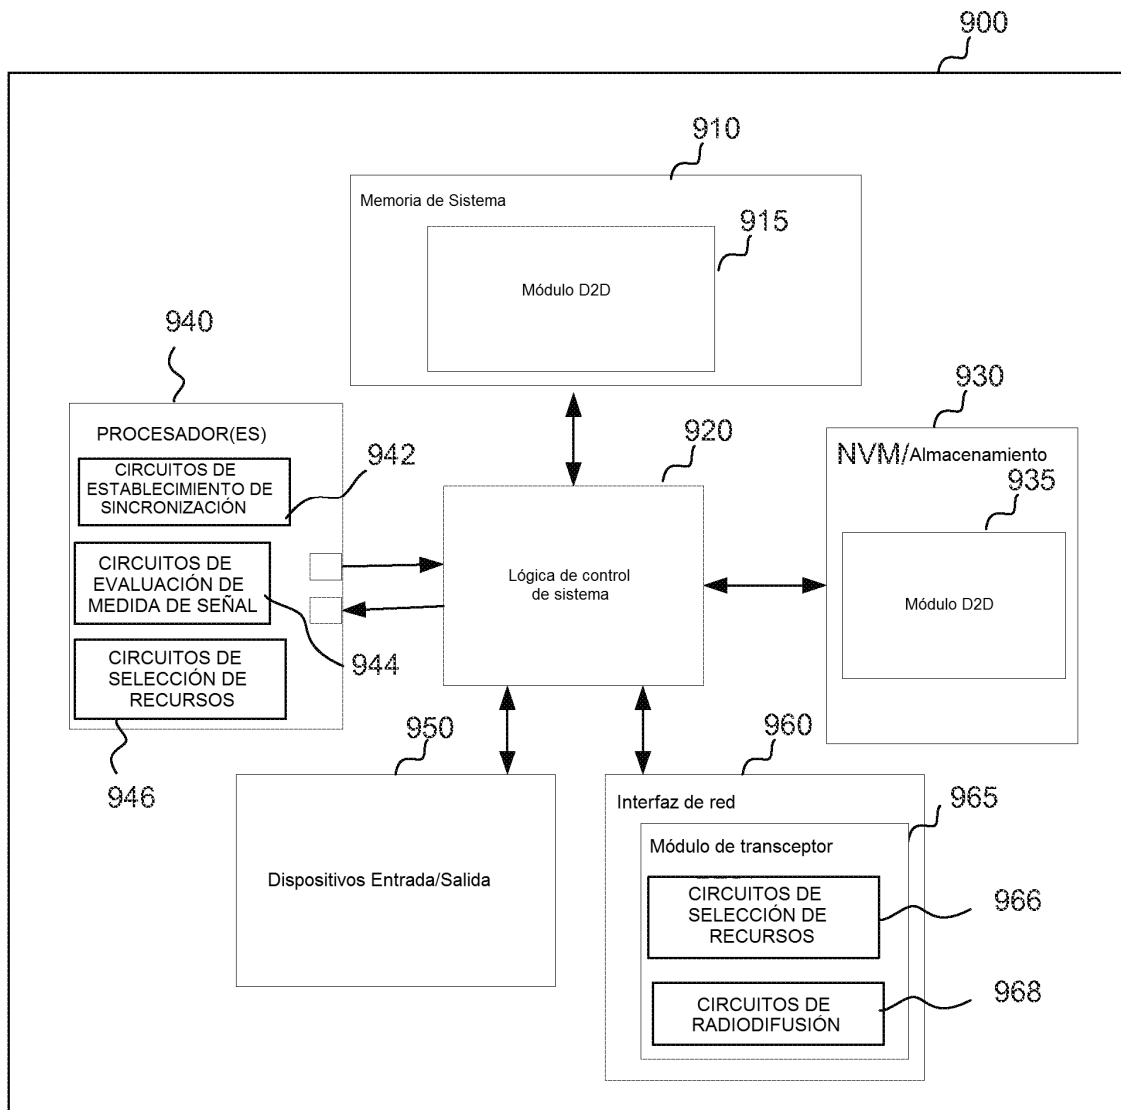 900
910
Memoria de Sistema
915
Módulo D2D
940
PROCESADOR(ES)
942
CIRCUITOS DE
ESTABLECIMIENTO DE
SINCRONIZACIÓN
CIRCUITOS DE
EVALUACIÓN DE
MEDIDA DE SEÑAL
944
CIRCUITOS DE
SELECCIÓN DE
RECURSOS
946
920
Lógica de control
de sistema
930
NVM/Almacenamiento
935
Módulo D2D
950
Dispositivos Entrada/Salida
960
Interfaz de red
965
Módulo de transceptor
CIRCUITOS DE
SELECCIÓN DE
RECURSOS
966
CIRCUITOS DE
RADIODIFUSIÓN
968